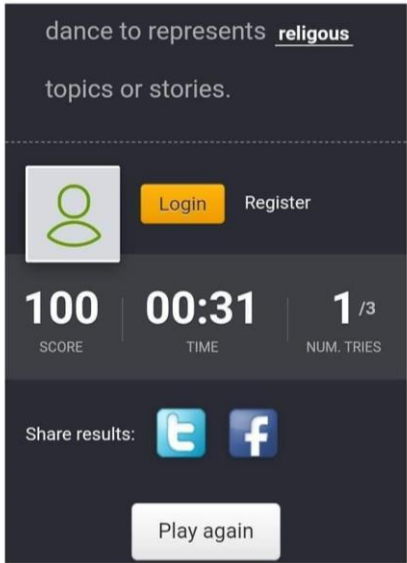 dance to represents religous
topics or stories.
Login Register
100 00:31 1 /3
SCORE TIME NUM. TRIES
Share results:
Play again